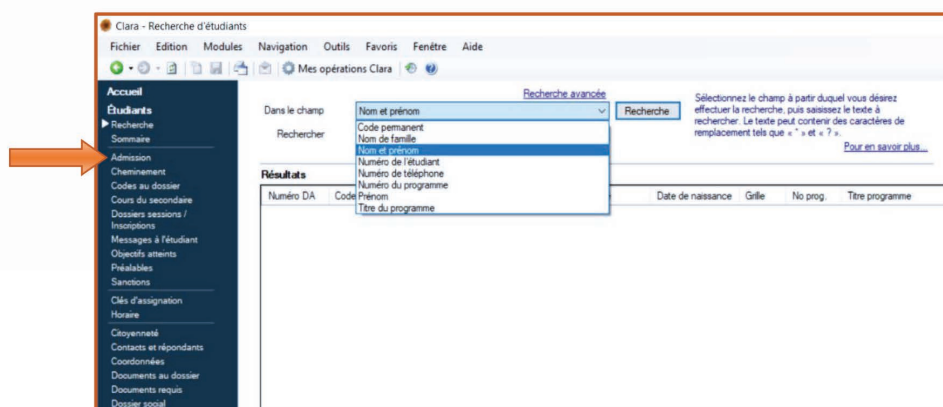 Clara - Recherche d'étudiants
Fichier Edition Modules Navigation Outils Favoris Fenêtre Aide
Mes opérations Clara
Accueil
Étudiants
Recherche
Sommaire
Admission
Cheminement
Codes au dossier
Cours du secondaire
Dossiers sessions /
Inscriptions
Messages à l'étudiant
Objectifs atteints
Préalables
Sanctions
Clés d'assignation
Horaire
Citoyenneté
Contacts et répondants
Coordonnées
Documents au dossier
Documents requis
Dossier social
Recherche avancée
Dans le champ Nom et prénom Recherche
Rechercher
Code permanent
Nom de famille
Nom et prénom
Numéro de l'étudiant
Numéro de téléphone
Numéro du programme
Prénom
Titre du programme
Sélectionnez le champ à partir duquel vous désirez
effectuer la recherche, puis saisissez le texte à
rechercher. Le texte peut contenir des caractères de
remplacement tels que « * » et « ? ».
Pour en savoir plus...
Résultats
Numéro DA Code Date de naissance Grille No prog. Titre programme